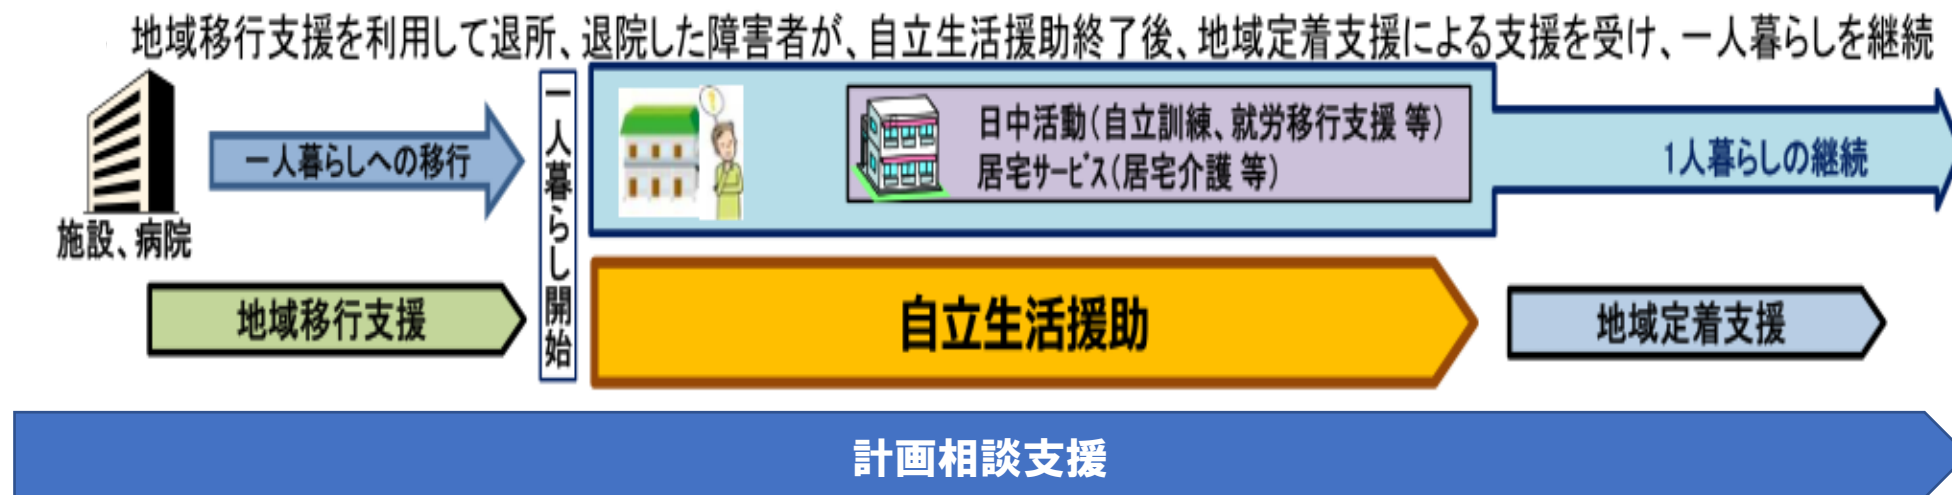 地域移行支援を利用して退所、退院した障害者が、自立生活援助終了後、地域定着支援による支援を受け、一人暮らしを継続
施設、病院
一人暮らしへの移行
一人暮らし開始
日中活動（自立訓練、就労移行支援 等）
居宅ｻｰﾋﾞｽ（居宅介護 等）
1人暮らしの継続
地域移行支援
自立生活援助
地域定着支援
計画相談支援